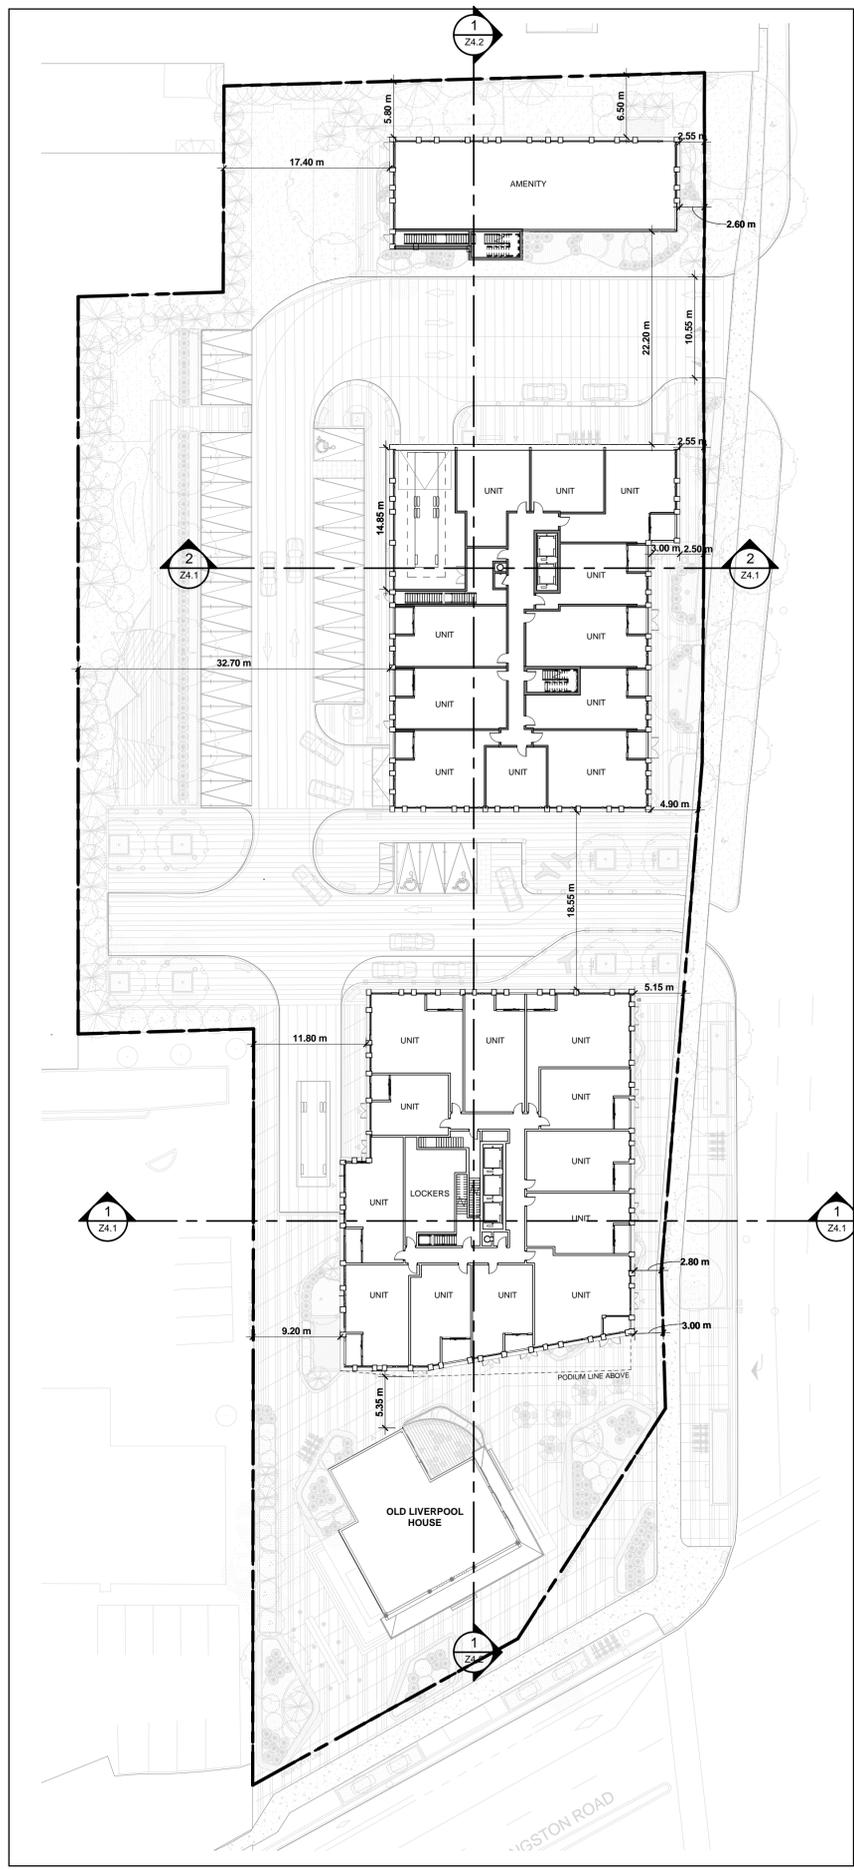 1
Z4.2
5.80 m
6.50 m
2.55 m
17.40 m
AMENITY
2.60 m
10.55 m
22.20 m
2.55 m
UNIT
UNIT
UNIT
14.85 m
3.00 m
2.50 m
2
Z4.1
2
Z4.1
UNIT
UNIT
UNIT
32.70 m
UNIT
UNIT
UNIT
UNIT
UNIT
4.90 m
18.55 m
5.15 m
11.80 m
UNIT
UNIT
UNIT
UNIT
UNIT
UNIT
LOCKERS
UNIT
UNIT
1
Z4.1
1
Z4.1
2.80 m
UNIT
UNIT
UNIT
UNIT
9.20 m
3.00 m
PODIUM LINE ABOVE
5.35 m
OLD LIVERPOOL
HOUSE
1
Z4.2
NGSTON ROAD